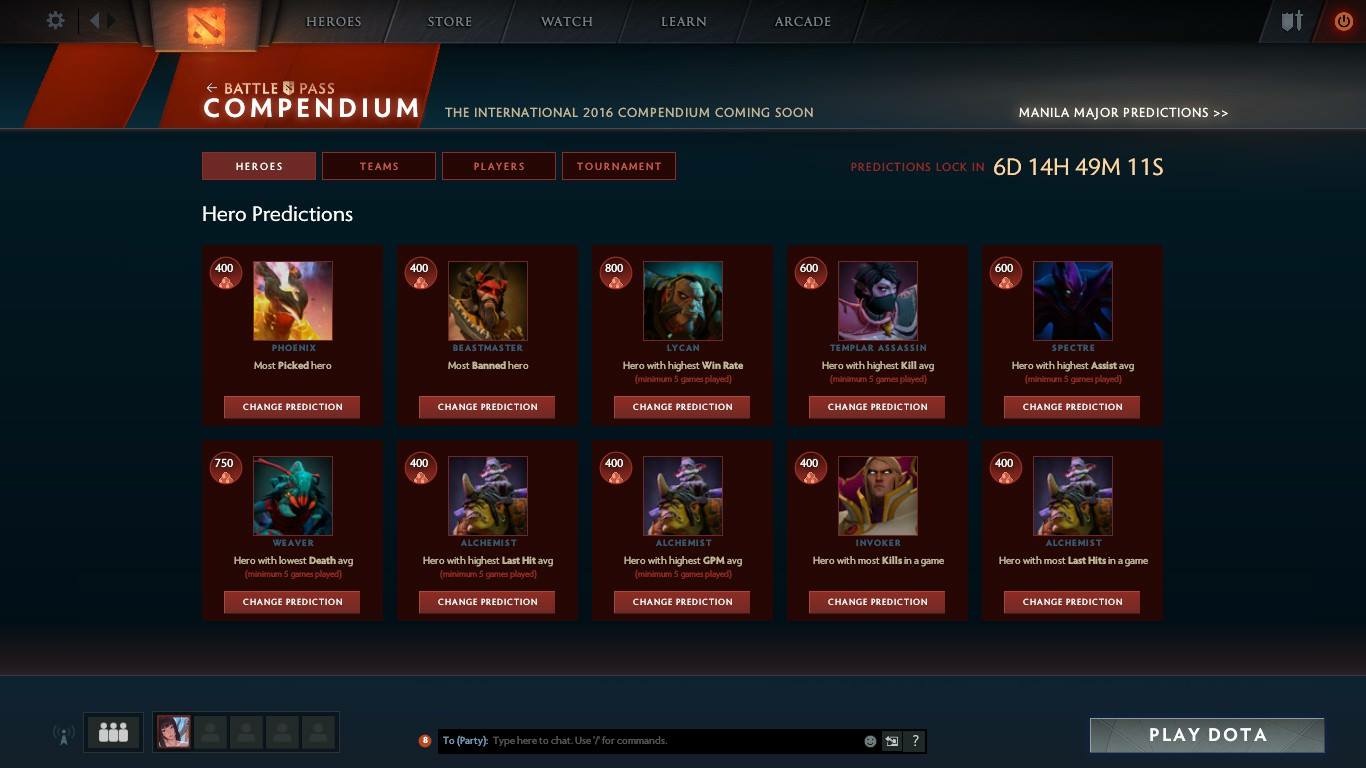 HEROES STORE WATCH LEARN ARCADE
BATTLE PASS
COMPENDIUM
THE INTERNATIONAL 2016 COMPENDIUM COMING SOON
MANILA MAJOR PREDICTIONS >>
HEROES TEAMS PLAYERS TOURNAMENT
PREDICTIONS LOCK IN 6D 14H 49M 11S
Hero Predictions
400
PHOENIX
Most Picked hero
CHANGE PREDICTION
400
BEASTMASTER
Most Banned hero
CHANGE PREDICTION
800
LYCAN
Hero with highest Win Rate
(minimum 5 games played)
CHANGE PREDICTION
600
TEMPLAR ASSASSIN
Hero with highest Kill avg
(minimum 5 games played)
CHANGE PREDICTION
600
SPECTRE
Hero with highest Assist avg
(minimum 5 games played)
CHANGE PREDICTION
750
WEAVER
Hero with lowest Death avg
(minimum 5 games played)
CHANGE PREDICTION
400
ALCHEMIST
Hero with highest Last Hit avg
(minimum 5 games played)
CHANGE PREDICTION
400
ALCHEMIST
Hero with highest GPM avg
(minimum 5 games played)
CHANGE PREDICTION
400
INVOKER
Hero with most Kills in a game
CHANGE PREDICTION
400
ALCHEMIST
Hero with most Last Hits in a game
CHANGE PREDICTION
8 To (Party): Type here to chat. Use '/' for commands. ?
PLAY DOTA